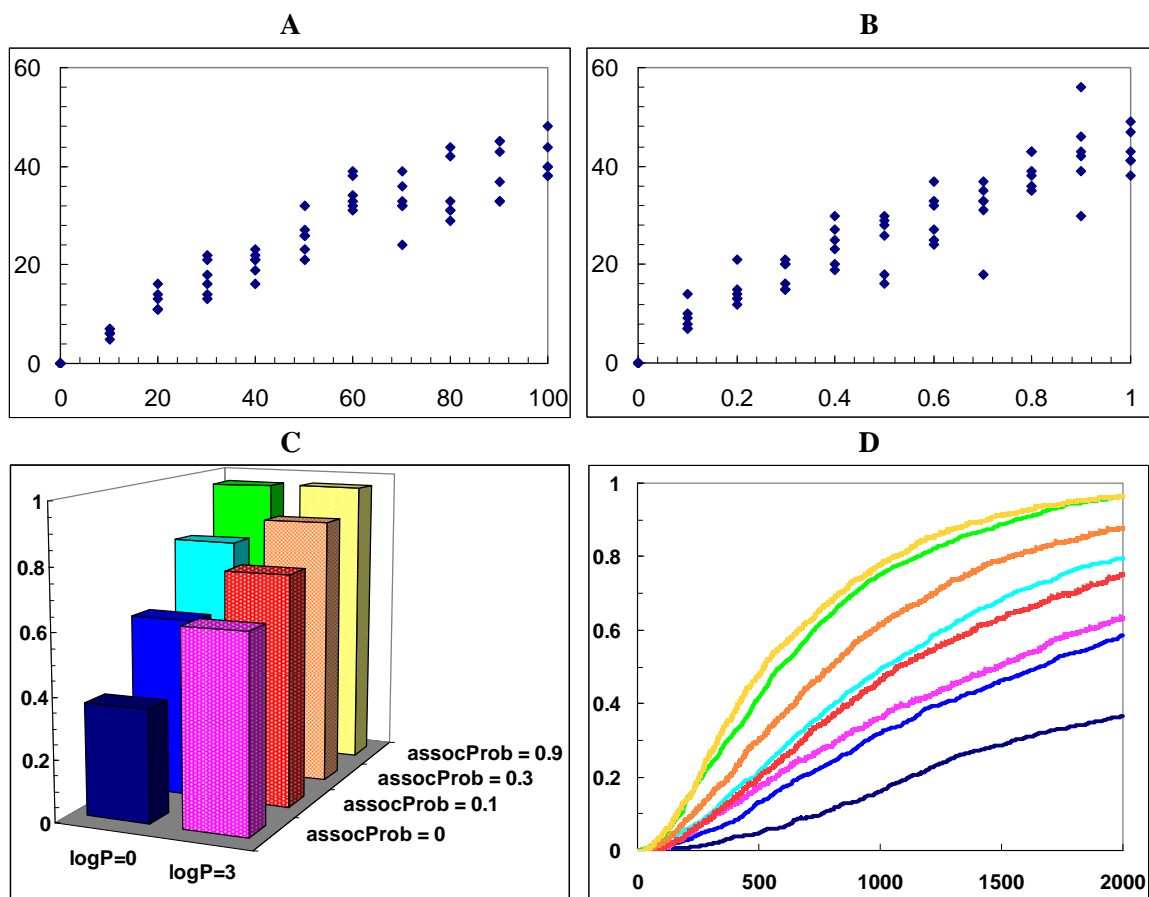 A
B
60
40
20
0
0 20 40 60 80 100
60
40
20
0
0 0.2 0.4 0.6 0.8 1
C
D
1
0.8
0.6
0.4
0.2
0
assocProb = 0.9
assocProb = 0.3
assocProb = 0.1
assocProb = 0
logP=0
logP=3
1
0.8
0.6
0.4
0.2
0
0 500 1000 1500 2000